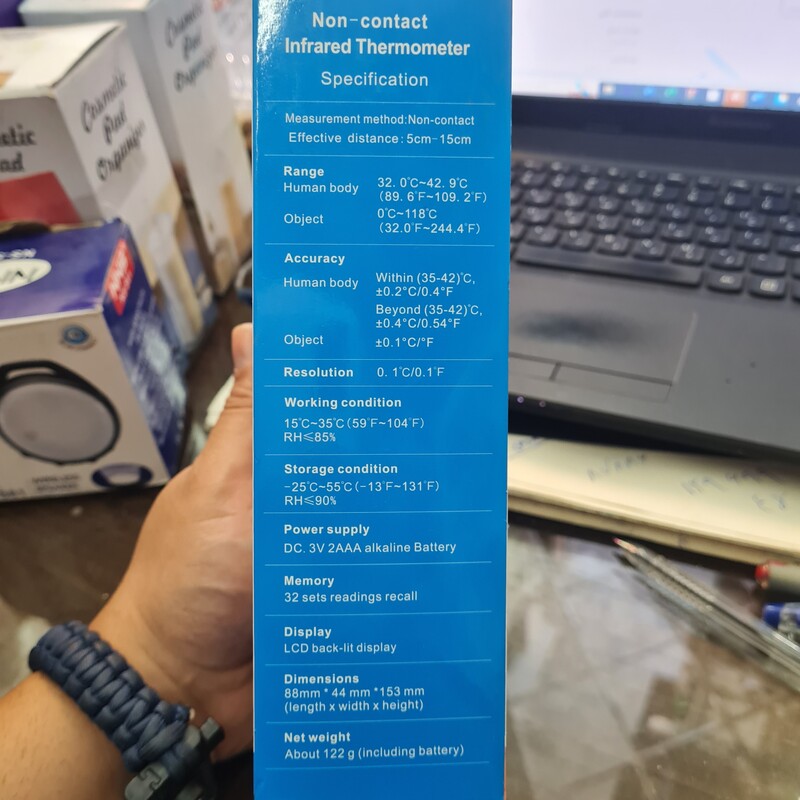 Non-contact
Infrared Thermometer
Specification
Measurement method:Non-contact
Effective distance: 5cm-15cm
Range
Human body 32. 0℃~42. 9℃
(89. 6℉~109. 2℉)
Object 0℃~118℃
(32.0℉~244.4℉)
Accuracy
Human body Within (35-42)℃,
±0.2°C/0.4°F
Beyond (35-42)℃,
±0.4°C/0.54°F
Object ±0.1°C/°F
Resolution 0. 1℃/0.1℉
Working condition
15℃~35℃(59℉~104℉)
RH≤85%
Storage condition
-25℃~55℃(-13℉~131℉)
RH≤90%
Power supply
DC. 3V 2AAA alkaline Battery
Memory
32 sets readings recall
Display
LCD back-lit display
Dimensions
88mm * 44 mm *153 mm
(length x width x height)
Net weight
About 122 g (including battery)
Cosmetic
Bud
Organizer
Cosmetic
Bud
Organizer